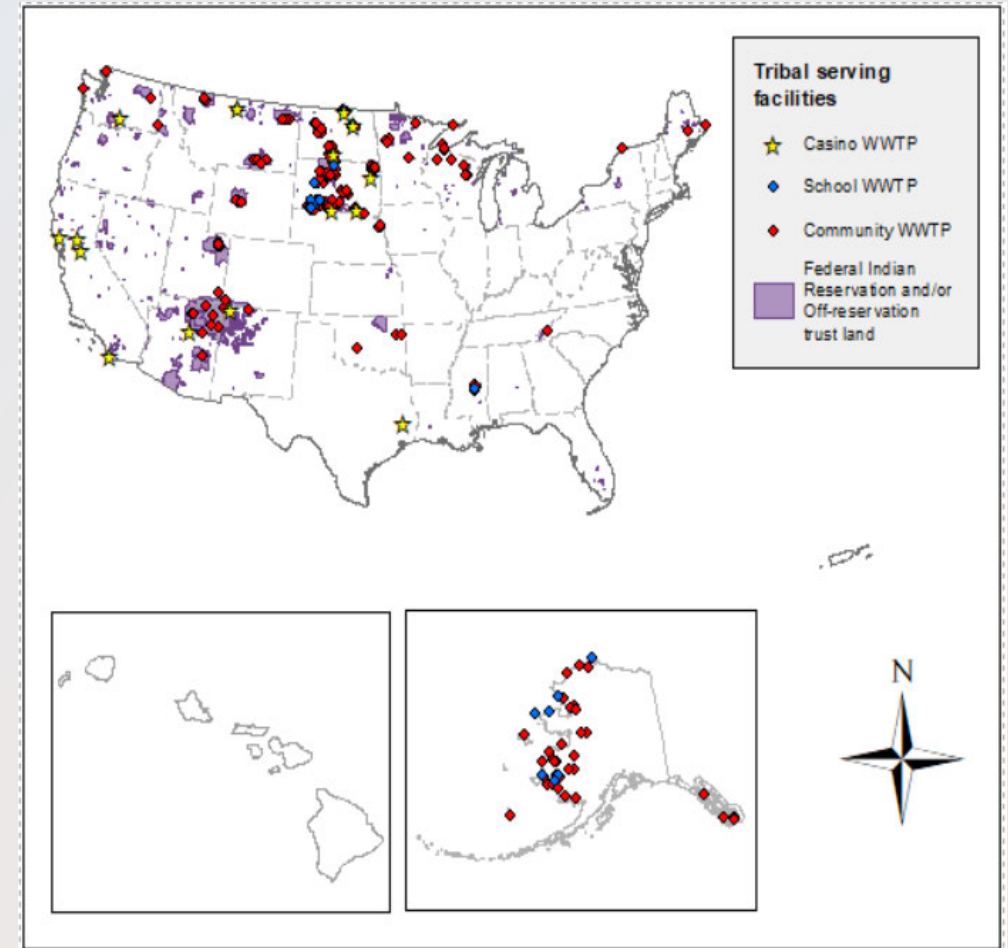 Tribal serving
facilities
Casino WWTP
School WWTP
Community WWTP
Federal Indian
Reservation and/or
Off-reservation
trust land
N